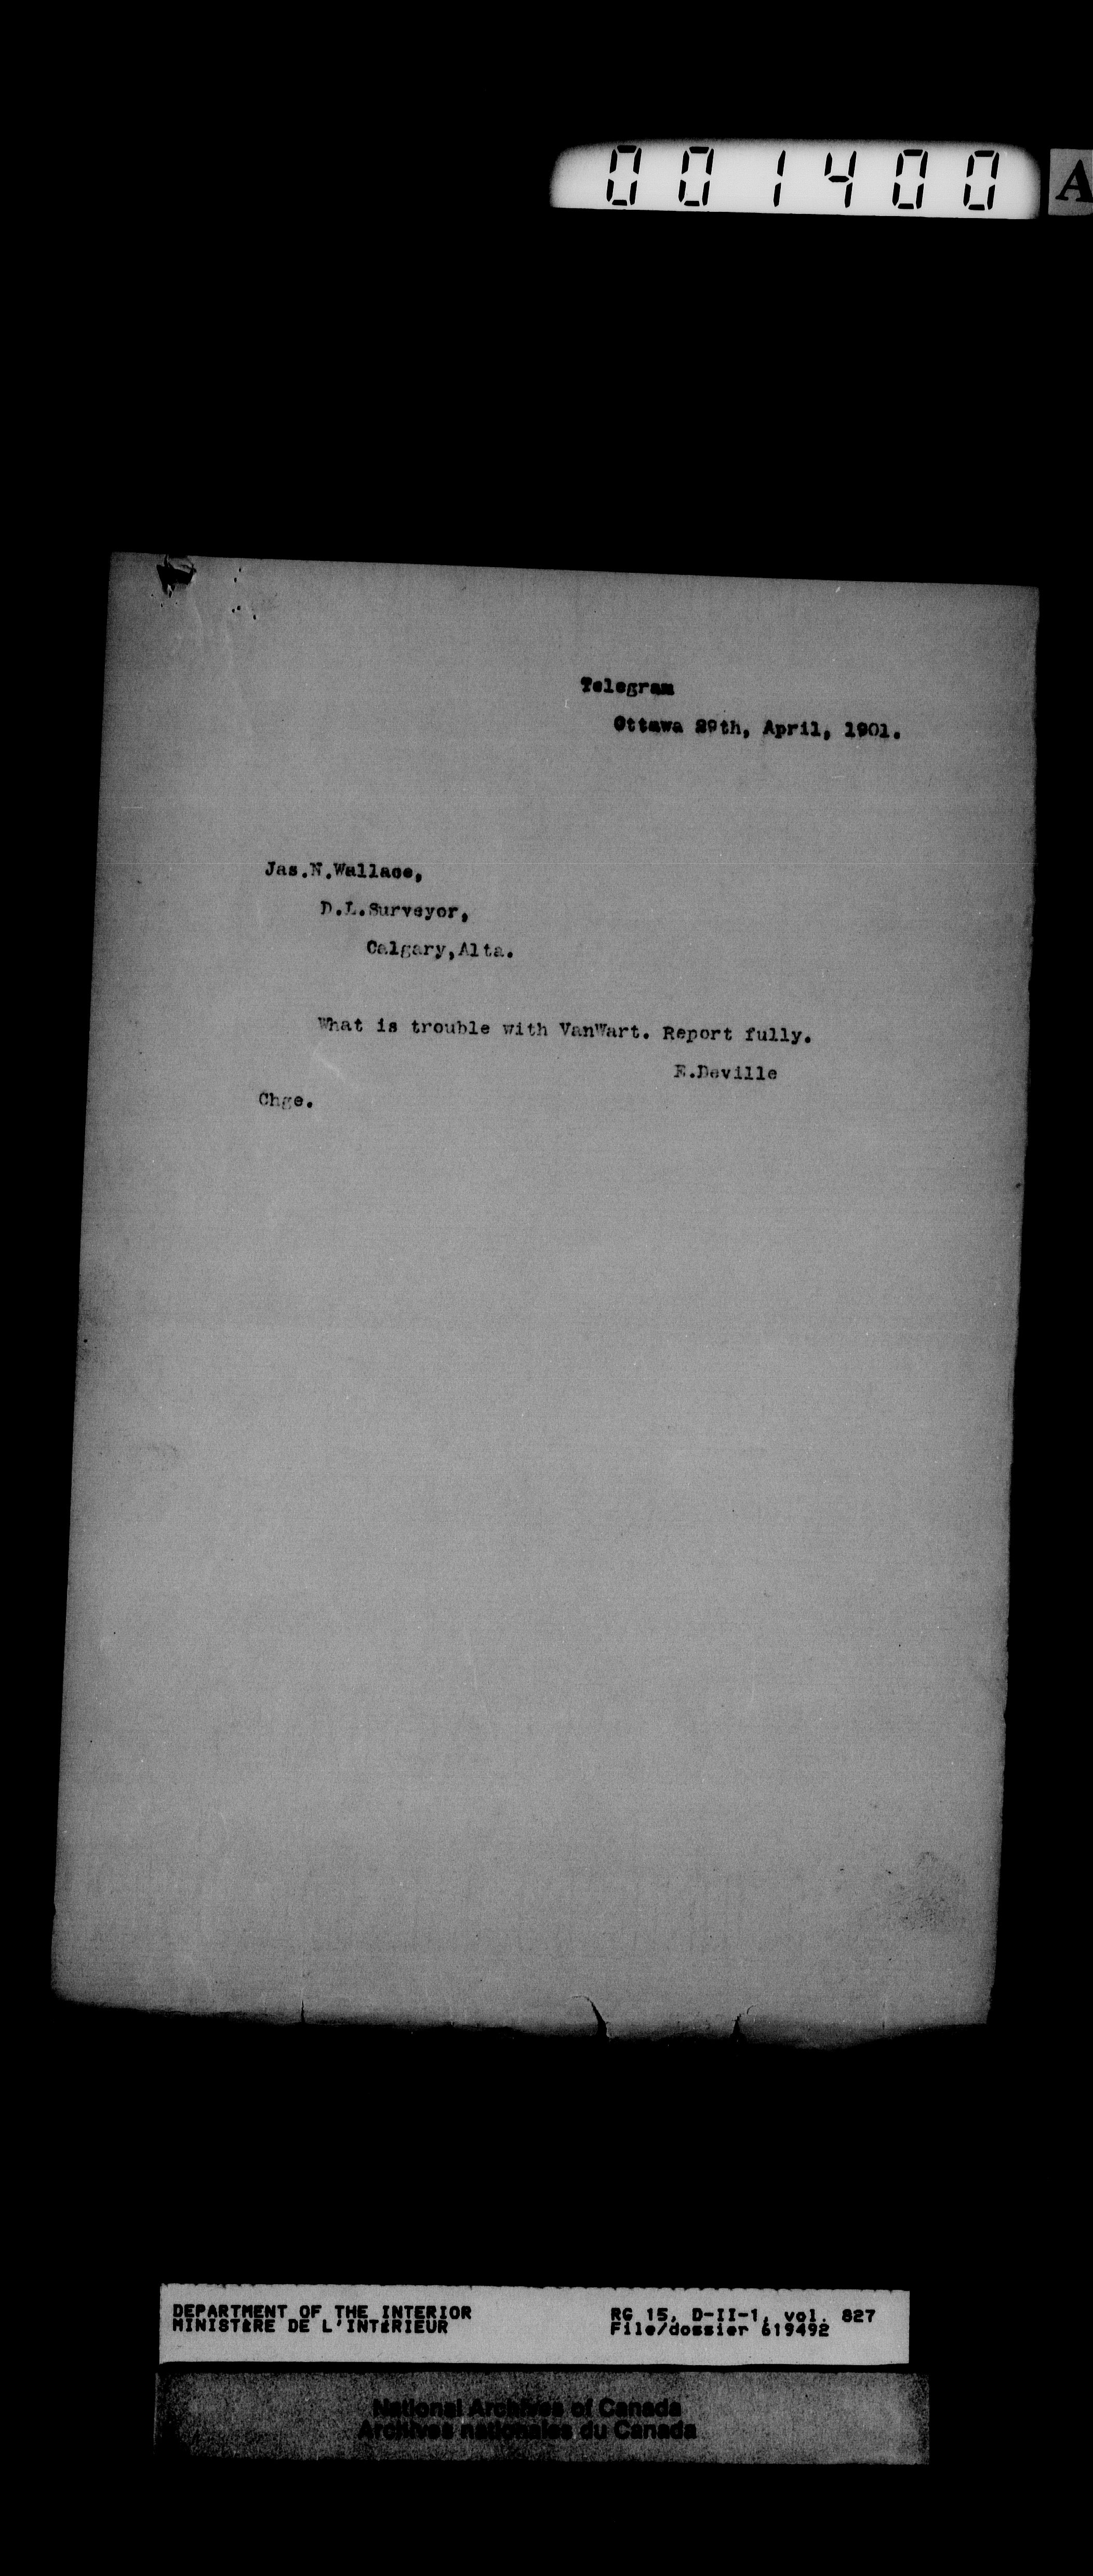 001400
A
Telegram
Ottawa 29th, April, 1901.
Jas.N.Wallace,
D.L.Surveyor,
Calgary,Alta.
What is trouble with VanWart. Report fully.
E.Deville
Chge.
DEPARTMENT OF THE INTERIOR
MINISTÈRE DE L'INTÉRIEUR
RG 15, D-II-1, vol. 827
File/dossier 619492
National Archives of Canada
Archives nationales du Canada